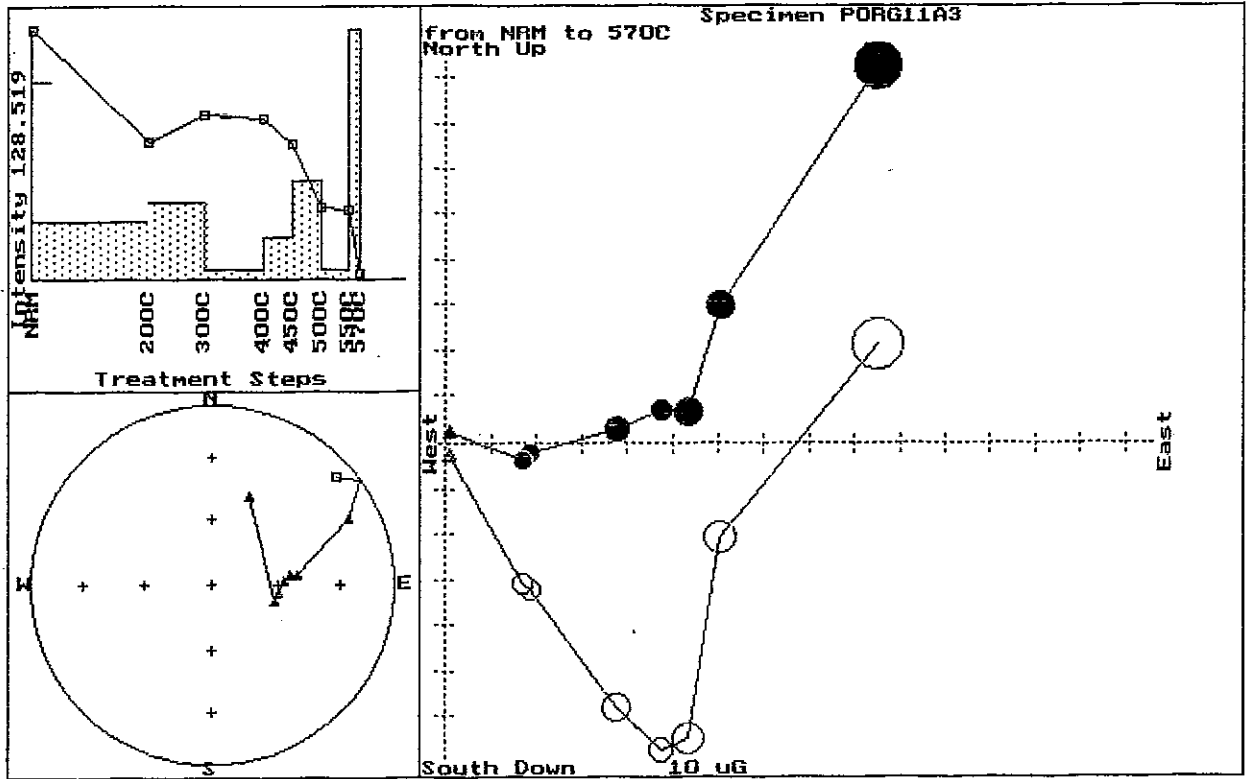 Specimen PORG11A3
from NRM to 570C
North Up
Intensity 128.519
NRM
200C
300C
400C
450C
500C
570C
Treatment Steps
N
W
E
S
West
East
South Down
10 uG